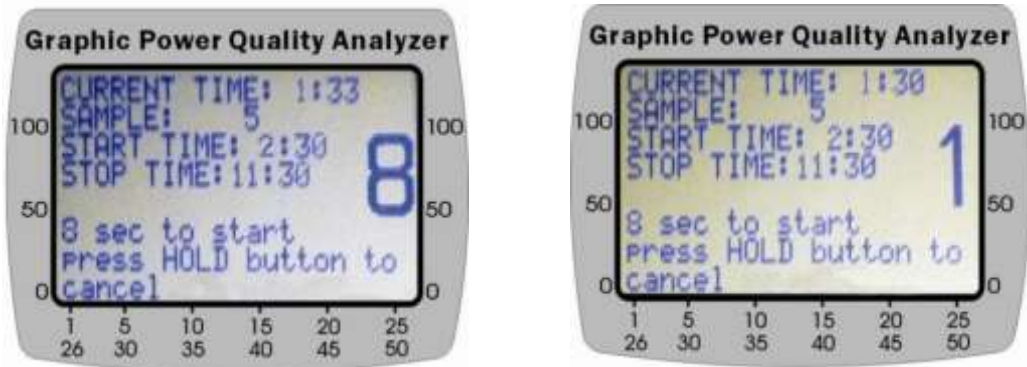 Graphic Power Quality Analyzer
CURRENT TIME: 1:33
SAMPLE: 5
START TIME: 2:30
STOP TIME:11:30
8
8 sec to start
Press HOLD button to
cancel
100
50
0
100
50
0
1 5 10 15 20 25
26 30 35 40 45 50
Graphic Power Quality Analyzer
CURRENT TIME: 1:30
SAMPLE: 5
START TIME: 2:30
STOP TIME:11:30
1
8 sec to start
Press HOLD button to
cancel
100
50
0
100
50
0
1 5 10 15 20 25
26 30 35 40 45 50